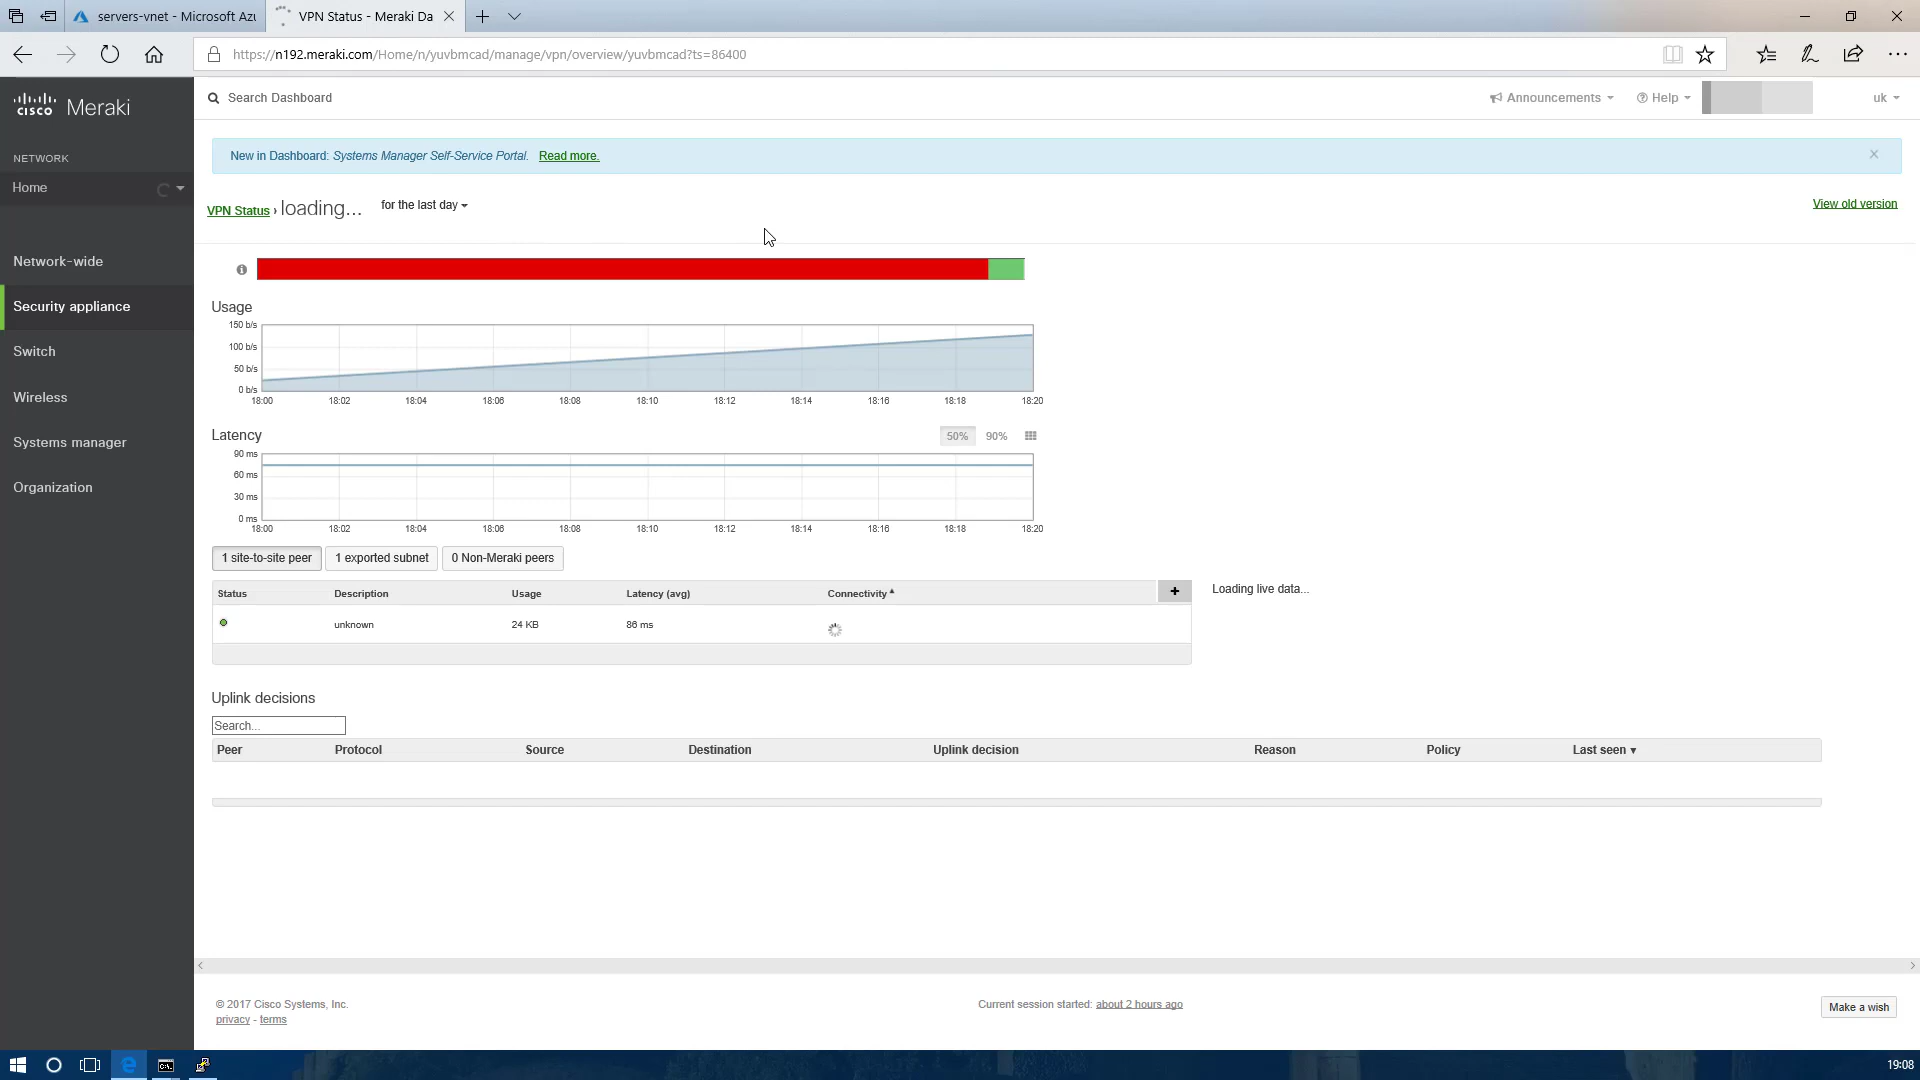 servers-vnet - Microsoft Azu
VPN Status - Meraki Da
https://n192.meraki.com/Home/n/yuvbmcad/manage/vpn/overview/yuvbmcad?ts=86400
cisco Meraki
Search Dashboard
Announcements
Help
uk
NETWORK
Home
Network-wide
Security appliance
Switch
Wireless
Systems manager
Organization
New in Dashboard: Systems Manager Self-Service Portal. Read more.
VPN Status › loading... for the last day
View old version
Usage
150 b/s
100 b/s
50 b/s
0 b/s
18:00 18:02 18:04 18:06 18:08 18:10 18:12 18:14 18:16 18:18 18:20
Latency
50% 90%
90 ms
60 ms
30 ms
0 ms
18:00 18:02 18:04 18:06 18:08 18:10 18:12 18:14 18:16 18:18 18:20
1 site-to-site peer 1 exported subnet 0 Non-Meraki peers
Status Description Usage Latency (avg) Connectivity +
unknown 24 KB 86 ms
Loading live data...
Uplink decisions
Search...
Peer Protocol Source Destination Uplink decision Reason Policy Last seen
© 2017 Cisco Systems, Inc.
privacy - terms
Current session started: about 2 hours ago
Make a wish
19:08